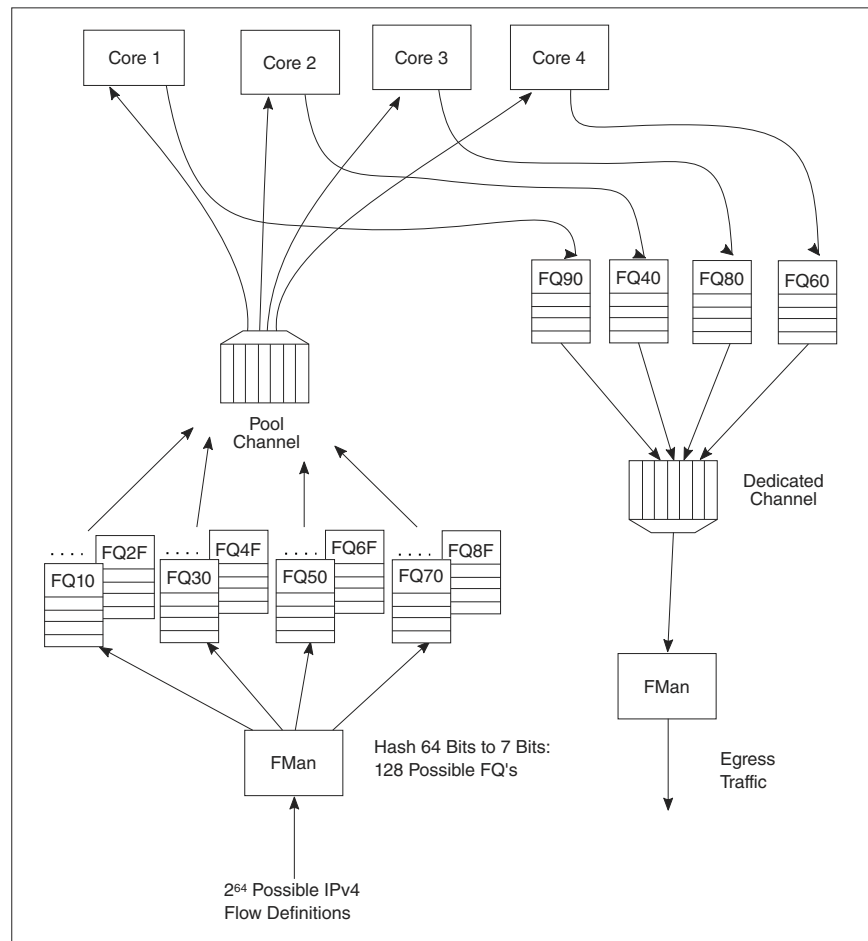 Core 1
Core 2
Core 3
Core 4
FQ90
FQ40
FQ80
FQ60
Pool
Channel
Dedicated
Channel
. . . .
FQ2F
. . . .
FQ4F
. . . .
FQ6F
. . . .
FQ8F
FQ10
FQ30
FQ50
FQ70
FMan
Hash 64 Bits to 7 Bits:
128 Possible FQ's
FMan
Egress
Traffic
2⁶⁴ Possible IPv4
Flow Definitions